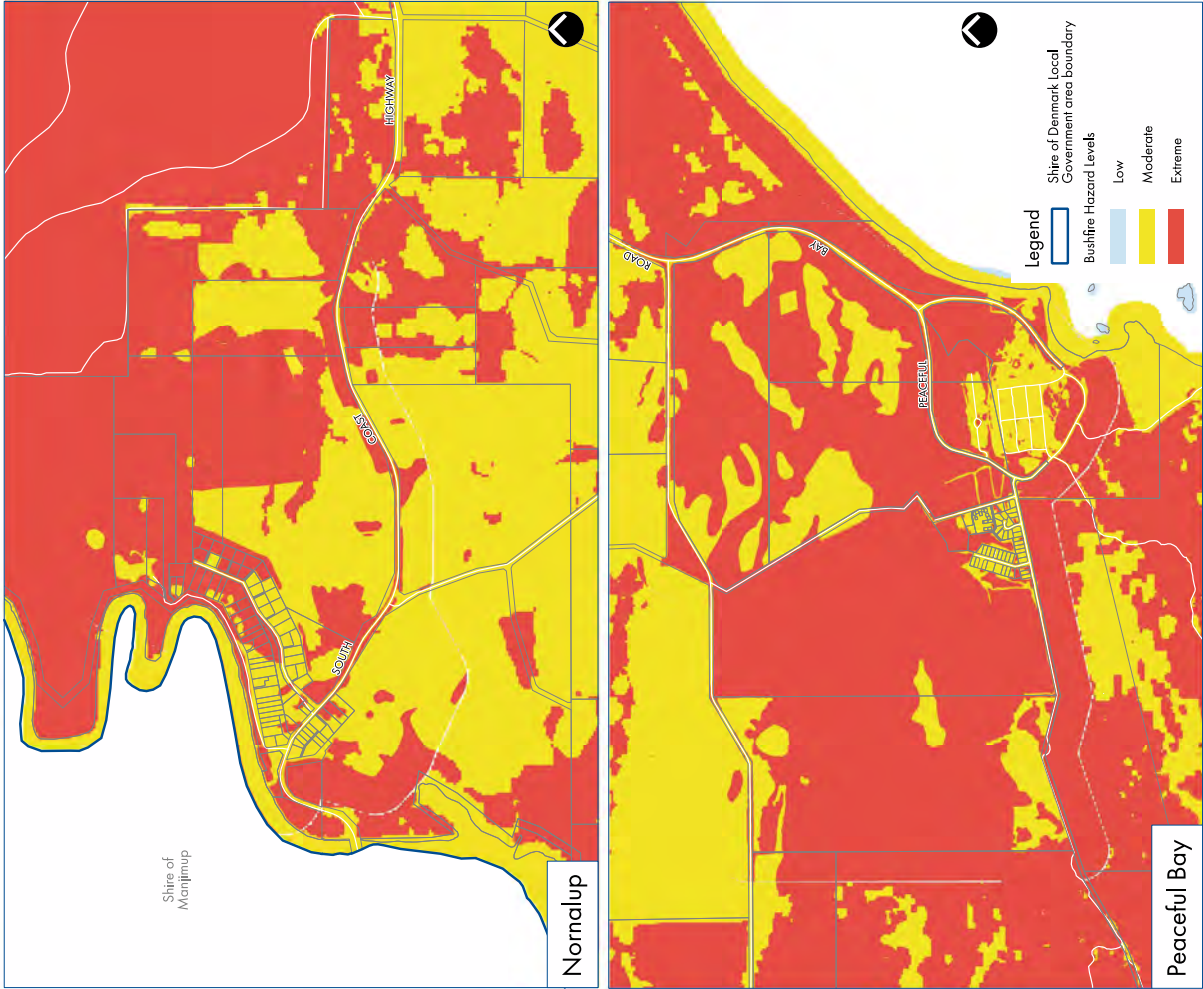 Nornalup
Shire of
Manjimup
SOUTH
COAST
HIGHWAY
Peaceful Bay
PEACEFUL
BAY
ROAD
Legend
Shire of Denmark Local
Government area boundary
Bushfire Hazard Levels
Low
Moderate
Extreme